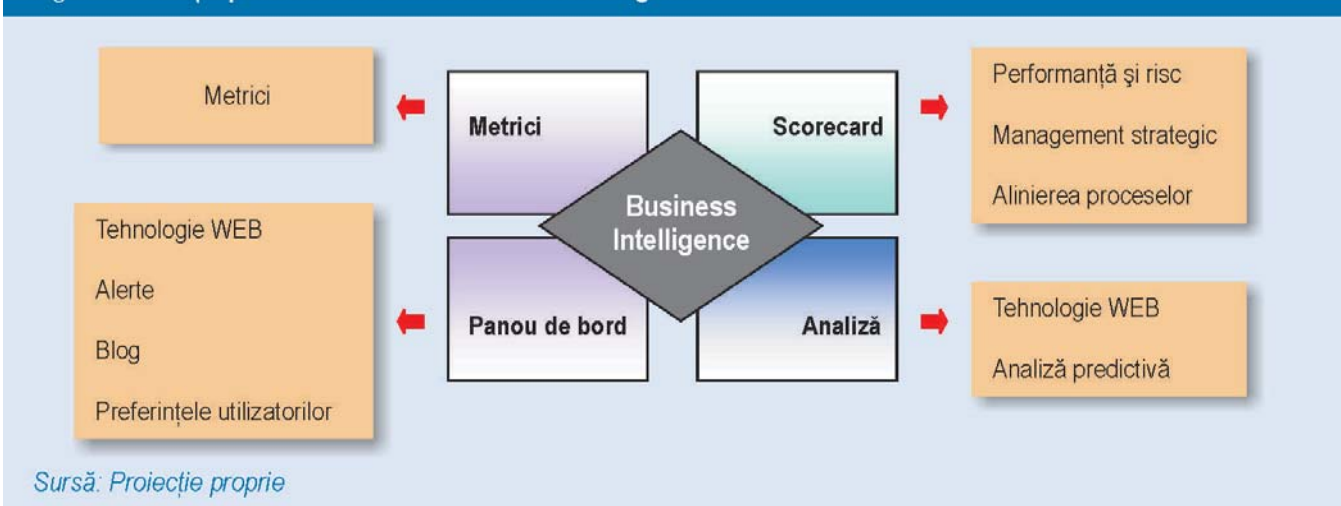 Metrici
Tehnologie WEB
Alerte
Blog
Preferințele utilizatorilor
Metrici
Scorecard
Business
Intelligence
Panou de bord
Analiză
Performanță şi risc
Management strategic
Alinierea proceselor
Tehnologie WEB
Analiză predictivă
Sursă: Proiecție proprie